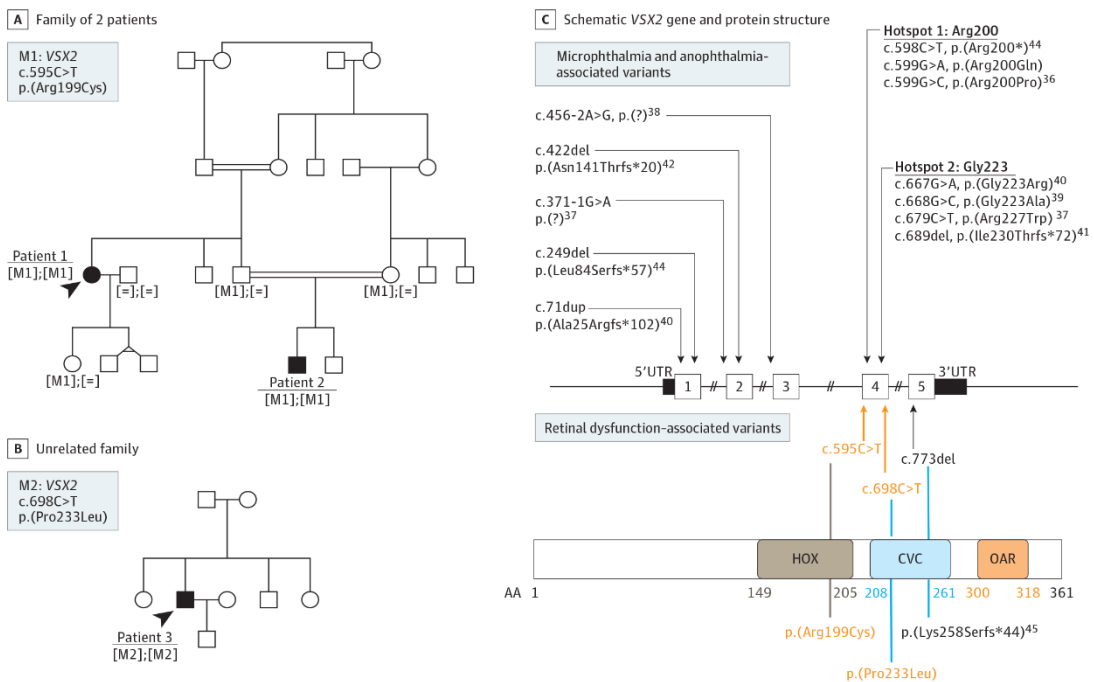 A Family of 2 patients
M1: VSX2
c.595C>T
p.(Arg199Cys)
Patient 1
[M1];[M1]
[=];[=]
[M1];[=]
[M1];[=]
[M1];[=]
Patient 2
[M1];[M1]
B Unrelated family
M2: VSX2
c.698C>T
p.(Pro233Leu)
Patient 3
[M2];[M2]
C Schematic VSX2 gene and protein structure
Microphthalmia and anophthalmia-
associated variants
c.456-2A>G, p.(?)38
c.422del
p.(Asn141Thrfs*20)42
c.371-1G>A
p.(?)37
c.249del
p.(Leu84Serfs*57)44
c.71dup
p.(Ala25Argfs*102)40
Hotspot 1: Arg200
c.598C>T, p.(Arg200*)44
c.599G>A, p.(Arg200Gln)
c.599G>C, p.(Arg200Pro)36
Hotspot 2: Gly223
c.667G>A, p.(Gly223Arg)40
c.668G>C, p.(Gly223Ala)39
c.679C>T, p.(Arg227Trp) 37
c.689del, p.(Ile230Thrfs*72)41
5'UTR 3'UTR
1 // 2 // 3 // 4 // 5
Retinal dysfunction–associated variants
c.595C>T
c.773del
c.698C>T
HOX CVC OAR
AA 1 149 205 208 261 300 318 361
p.(Arg199Cys) p.(Lys258Serfs*44)45
p.(Pro233Leu)